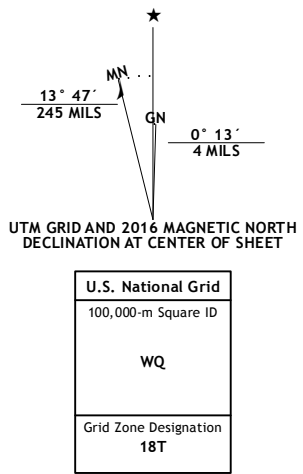 ★
MN
13° 47´
245 MILS
GN
0° 13´
4 MILS
UTM GRID AND 2016 MAGNETIC NORTH
DECLINATION AT CENTER OF SHEET
U.S. National Grid
100,000-m Square ID
WQ
Grid Zone Designation
18T